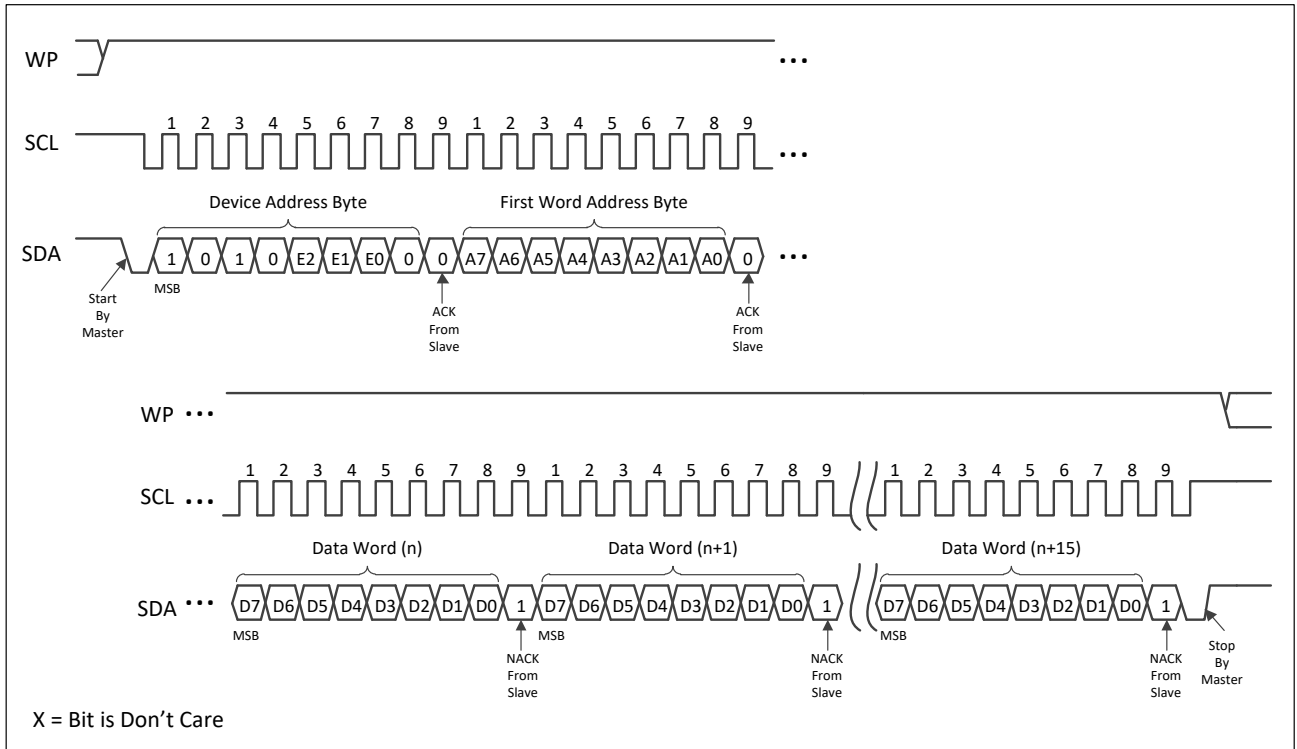 WP
...
1 2 3 4 5 6 7 8 9 1 2 3 4 5 6 7 8 9
SCL
...
Device Address Byte First Word Address Byte
SDA
1 0 1 0 E2 E1 E0 0 0 A7 A6 A5 A4 A3 A2 A1 A0 0
...
MSB
Start
By
Master
ACK
From
Slave
ACK
From
Slave
WP ...
1 2 3 4 5 6 7 8 9 1 2 3 4 5 6 7 8 9 1 2 3 4 5 6 7 8 9
SCL ...
Data Word (n) Data Word (n+1) Data Word (n+15)
SDA ...
D7 D6 D5 D4 D3 D2 D1 D0 1 D7 D6 D5 D4 D3 D2 D1 D0 1 D7 D6 D5 D4 D3 D2 D1 D0 1
MSB MSB MSB
NACK
From
Slave
NACK
From
Slave
NACK
From
Slave
Stop
By
Master
X = Bit is Don’t Care